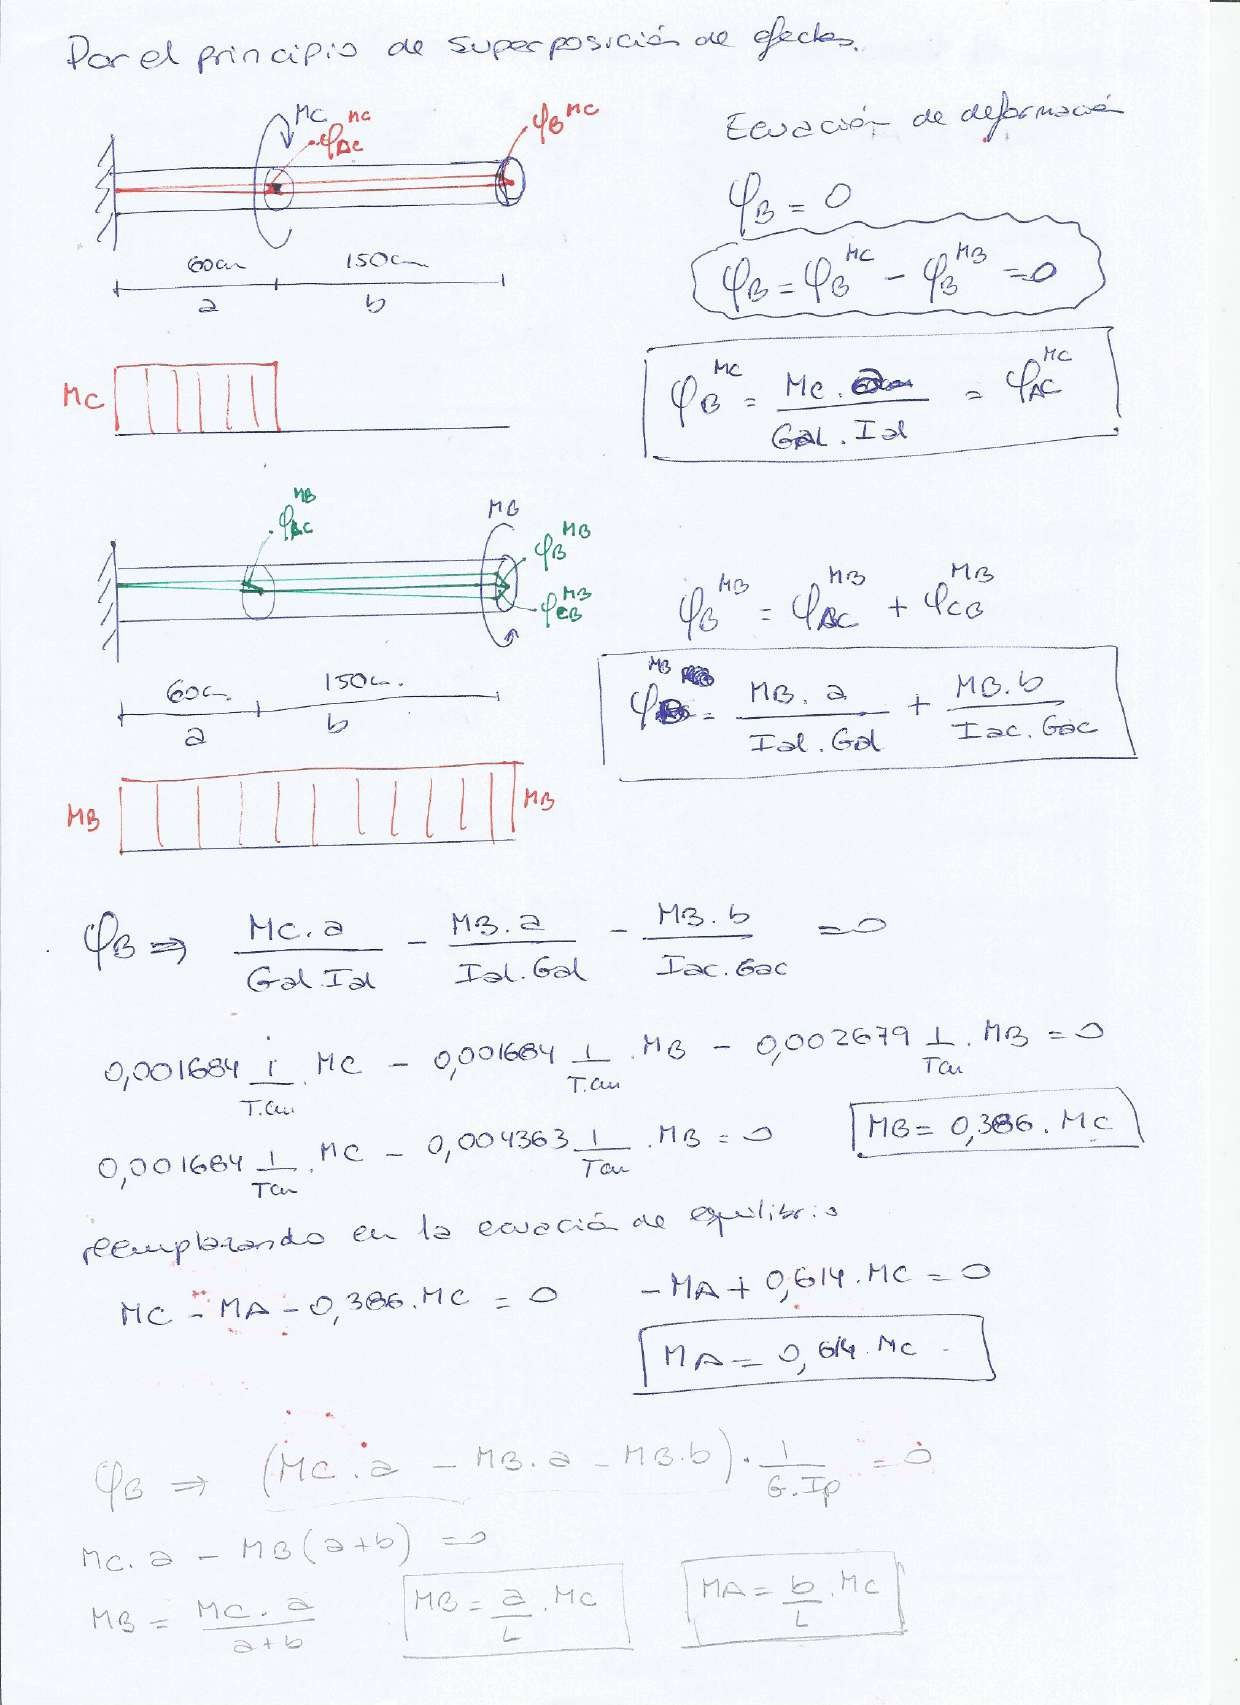 Por el principio de superposición de efectos.
MC φAC^MC φB^MC
Ecuación de deformación
φB = 0
60cm 150cm
a b
φB = φB^MC - φB^MB = 0
MC
φB^MC = MC . a / Gal . Ial = φAC^MC
φAC^MB MB φB^MB
φCB^MB
φB^MB = φAC^MB + φCB^MB
60cm 150cm.
a b
φB^MB = MB . a / Ial . Gal + MB . b / Iac . Gac
MB MB
φB ⇒ MC . a / Gal . Ial - MB . a / Ial . Gal - MB . b / Iac . Gac = 0
0,001684 1/T.cm . MC - 0,001684 1/T.cm . MB - 0,002679 1/Tcm . MB = 0
0,001684 1/Tcm . MC - 0,004363 1/Tcm . MB = 0 MB = 0,386 . MC
reemplazando en la ecuación de equilibrio
MC - MA - 0,386 . MC = 0 - MA + 0,614 . MC = 0
MA = 0,614 . MC
φB ⇒ (MC . a - MB . a - MB . b) . 1 / G . Ip = 0
MC . a - MB (a+b) = 0
MB = MC . a / a+b MB = a/L . MC MA = b/L . MC